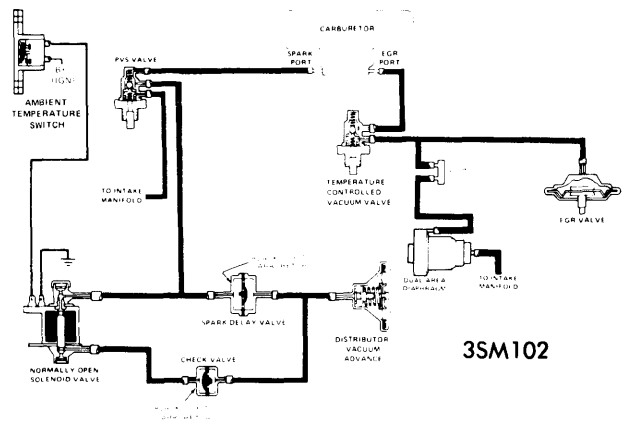 CARBURETOR
SPARK
PORT
EGR
PORT
PVS VALVE
AMBIENT
TEMPERATURE
SWITCH
TO INTAKE
MANIFOLD
TEMPERATURE
CONTROLLED
VACUUM VALVE
EGR VALVE
DUAL AREA
DIAPHRAGM
TO INTAKE
MANIFOLD
SPARK DELAY VALVE
DISTRIBUTOR
VACUUM
ADVANCE
3SM102
CHECK VALVE
NORMALLY OPEN
SOLENOID VALVE